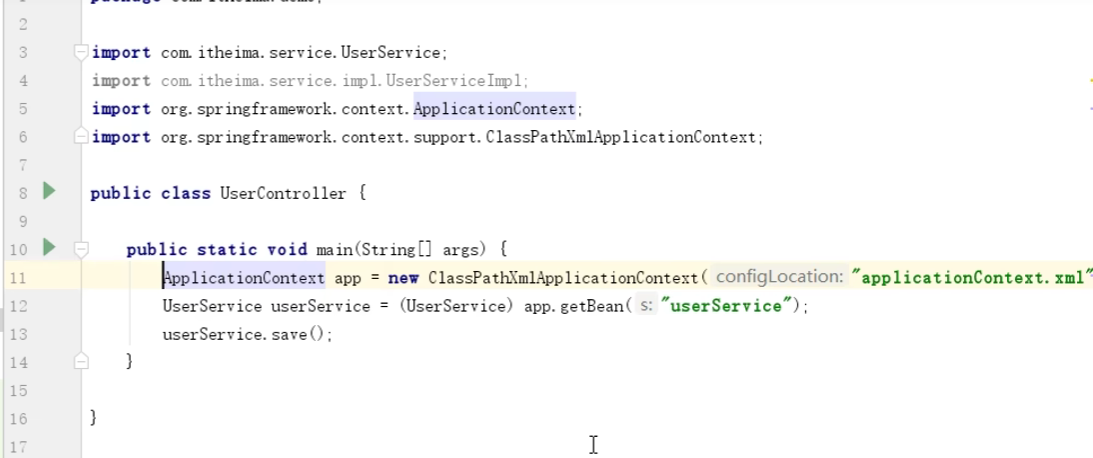 2
3 import com.itheima.service.UserService;
4 import com.itheima.service.impl.UserServiceImpl;
5 import org.springframework.context.ApplicationContext;
6 import org.springframework.context.support.ClassPathXmlApplicationContext;
7
8 public class UserController {
9
10 public static void main(String[] args) {
11 ApplicationContext app = new ClassPathXmlApplicationContext( configLocation: "applicationContext.xml"
12 UserService userService = (UserService) app.getBean( s: "userService");
13 userService.save();
14 }
15
16 }
17